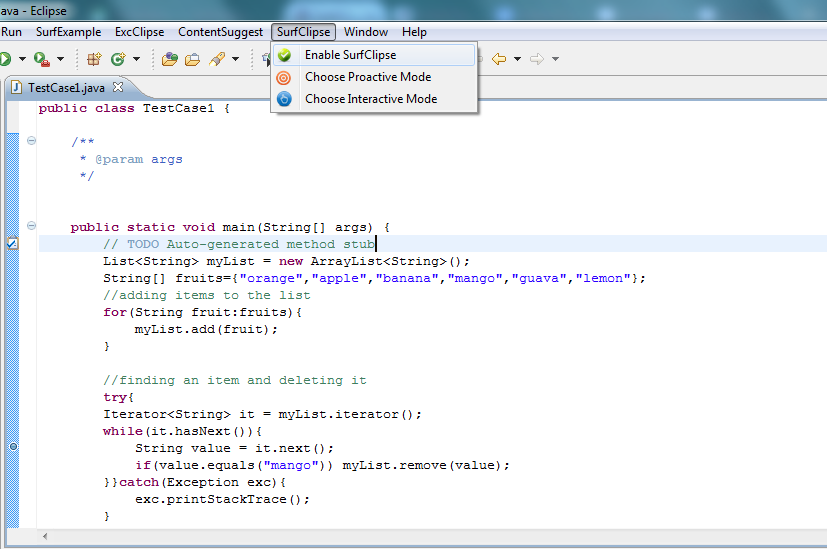 ava - Eclipse
Run SurfExample ExcClipse ContentSuggest SurfClipse Window Help
Enable SurfClipse
Choose Proactive Mode
Choose Interactive Mode
TestCase1.java
public class TestCase1 {
/**
* @param args
*/
public static void main(String[] args) {
// TODO Auto-generated method stub
List<String> myList = new ArrayList<String>();
String[] fruits={"orange","apple","banana","mango","guava","lemon"};
//adding items to the list
for(String fruit:fruits){
myList.add(fruit);
}
//finding an item and deleting it
try{
Iterator<String> it = myList.iterator();
while(it.hasNext()){
String value = it.next();
if(value.equals("mango")) myList.remove(value);
}}catch(Exception exc){
exc.printStackTrace();
}